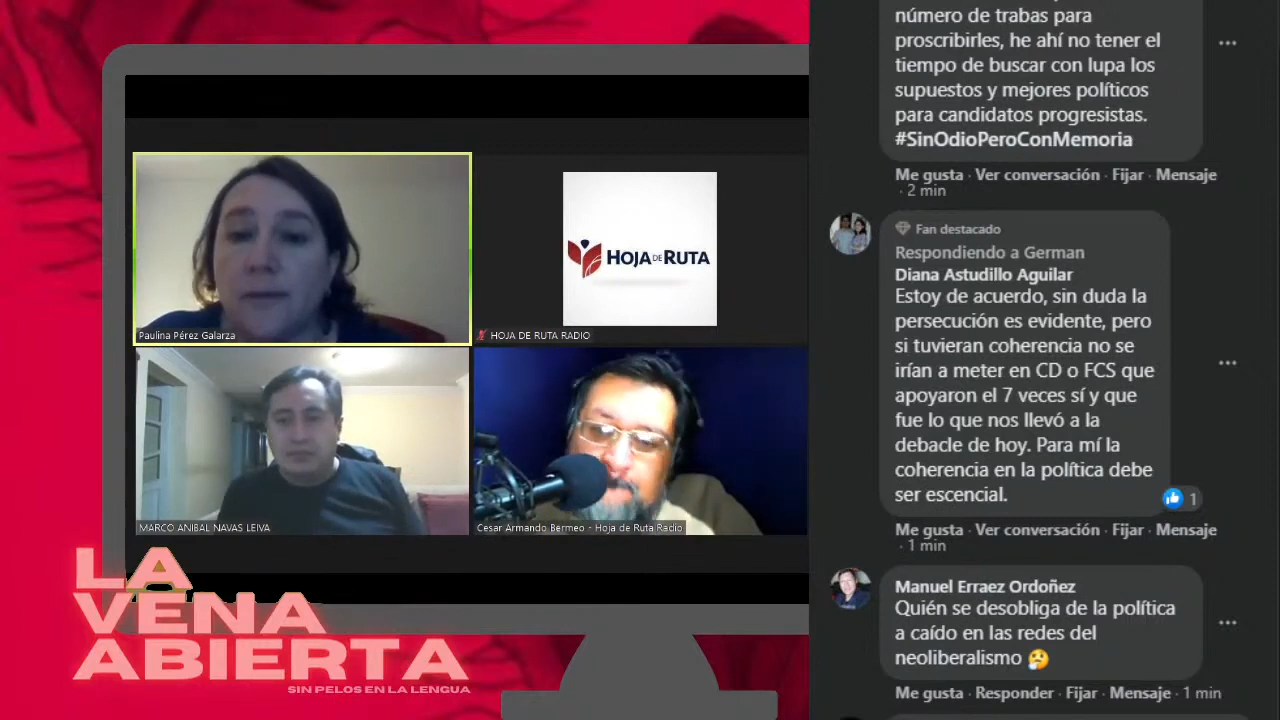 Paulina Pérez Galarza
HOJA DE RUTA
HOJA DE RUTA RADIO
MARCO ANIBAL NAVAS LEIVA
Cesar Armando Bermeo - Hoja de Ruta Radio
LA
VENA
ABIERTA
SIN PELOS EN LA LENGUA
número de trabas para
proscribirles, he ahí no tener el
tiempo de buscar con lupa los
supuestos y mejores políticos
para candidatos progresistas.
#SinOdioPeroConMemoria
Me gusta · Ver conversación · Fijar · Mensaje
· 2 min
Fan destacado
Respondiendo a German
Diana Astudillo Aguilar
Estoy de acuerdo, sin duda la
persecución es evidente, pero
si tuvieran coherencia no se
irían a meter en CD o FCS que
apoyaron el 7 veces sí y que
fue lo que nos llevó a la
debacle de hoy. Para mí la
coherencia en la política debe
ser escencial.
1
Me gusta · Ver conversación · Fijar · Mensaje
· 1 min
Manuel Erraez Ordoñez
Quién se desobliga de la política
a caído en las redes del
neoliberalismo 🤧
Me gusta · Responder · Fijar · Mensaje · 1 min